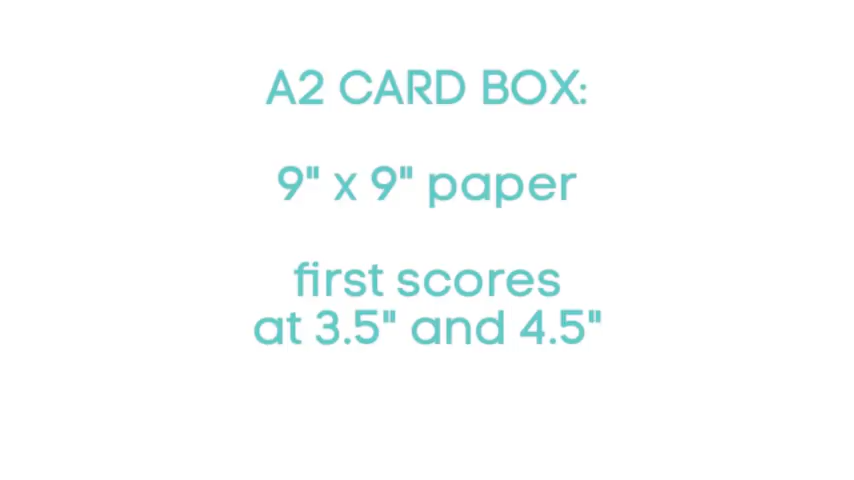 A2 CARD BOX:
9" x 9" paper
first scores
at 3.5" and 4.5"